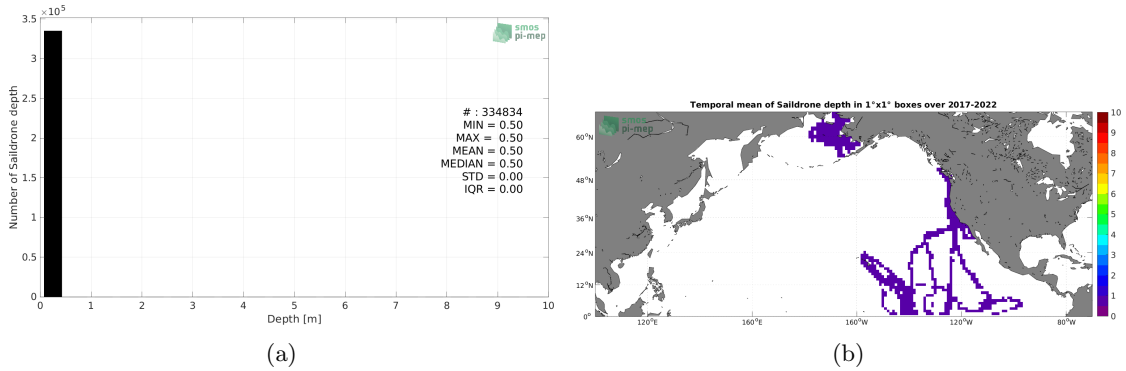 3.5 ×10⁵
3
2.5
2
1.5
1
0.5
0
Number of Saildrone depth
smos
pi-mep
# : 334834
MIN = 0.50
MAX = 0.50
MEAN = 0.50
MEDIAN = 0.50
STD = 0.00
IQR = 0.00
0 1 2 3 4 5 6 7 8 9 10
Depth [m]
(a)
Temporal mean of Saildrone depth in 1°x1° boxes over 2017-2022
smos
pi-mep
60°N
48°N
36°N
24°N
12°N
0°
120°E 160°E 160°W 120°W 80°W
10
9
8
7
6
5
4
3
2
1
0
(b)